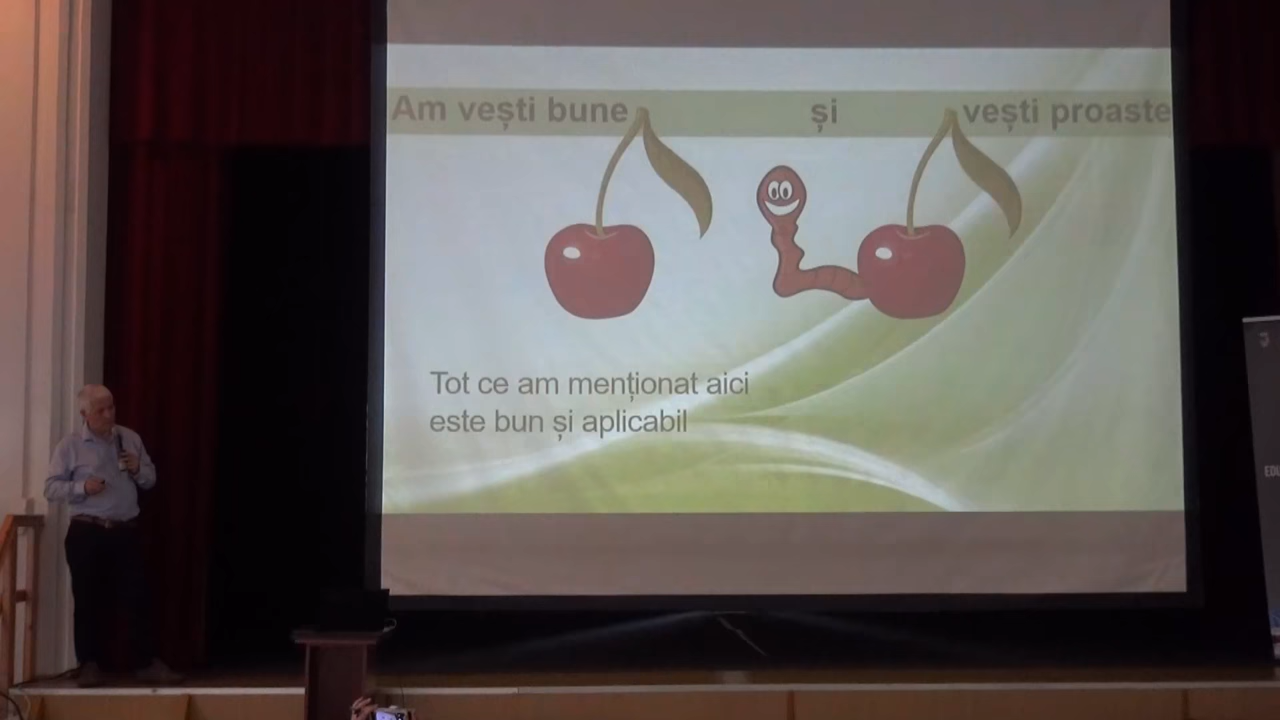 Am vești bune și vești proaste
Tot ce am menționat aici
este bun și aplicabil